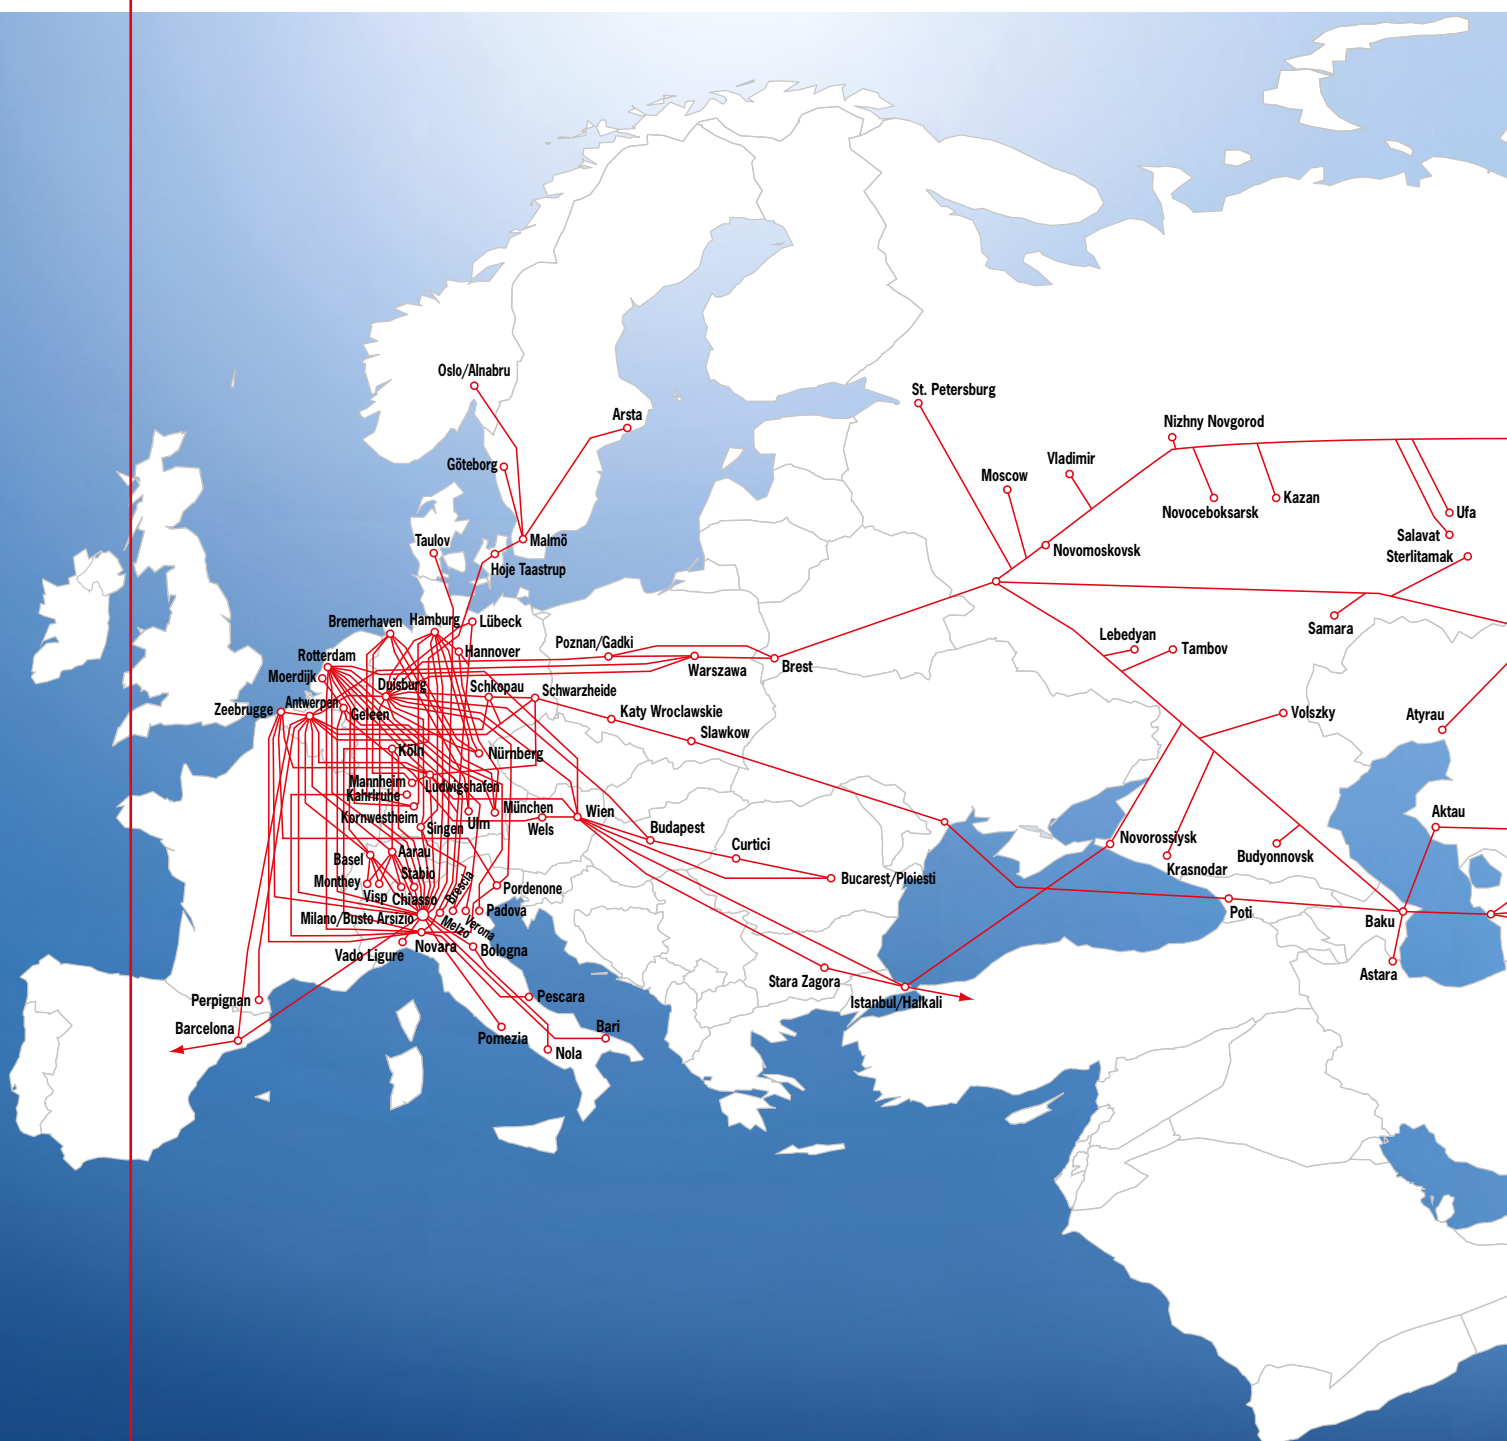 Oslo/Alnabru
St. Petersburg
Arsta
Nizhny Novgorod
Vladimir
Göteborg
Moscow
Kazan
Novoceboksarsk
Ufa
Salavat
Taulov
Malmö
Novomoskovsk
Sterlitamak
Hoje Taastrup
Bremerhaven
Hamburg
Lübeck
Samara
Lebedyan
Tambov
Poznan/Gadki
Hannover
Rotterdam
Warszawa
Brest
Moerdijk
Duisburg
Schkopau
Schwarzheide
Antwerpen
Zeebrugge
Geleen
Katy Wroclawskie
Volszky
Atyrau
Slawkow
Köln
Nürnberg
Mannheim
Ludwigshafen
Kahrlruhe
München
Wien
Aktau
Kornwestheim
Singen
Ulm
Wels
Budapest
Novorossiysk
Curtici
Aarau
Basel
Budyonnovsk
Krasnodar
Stabio
Monthey
Brescia
Pordenone
Bucarest/Ploiesti
Visp
Chiasso
Padova
Poti
Milano/Busto Arsizio
Melzo
Verona
Baku
Novara
Bologna
Vado Ligure
Astara
Stara Zagora
Perpignan
Pescara
Istanbul/Halkali
Barcelona
Bari
Pomezia
Nola